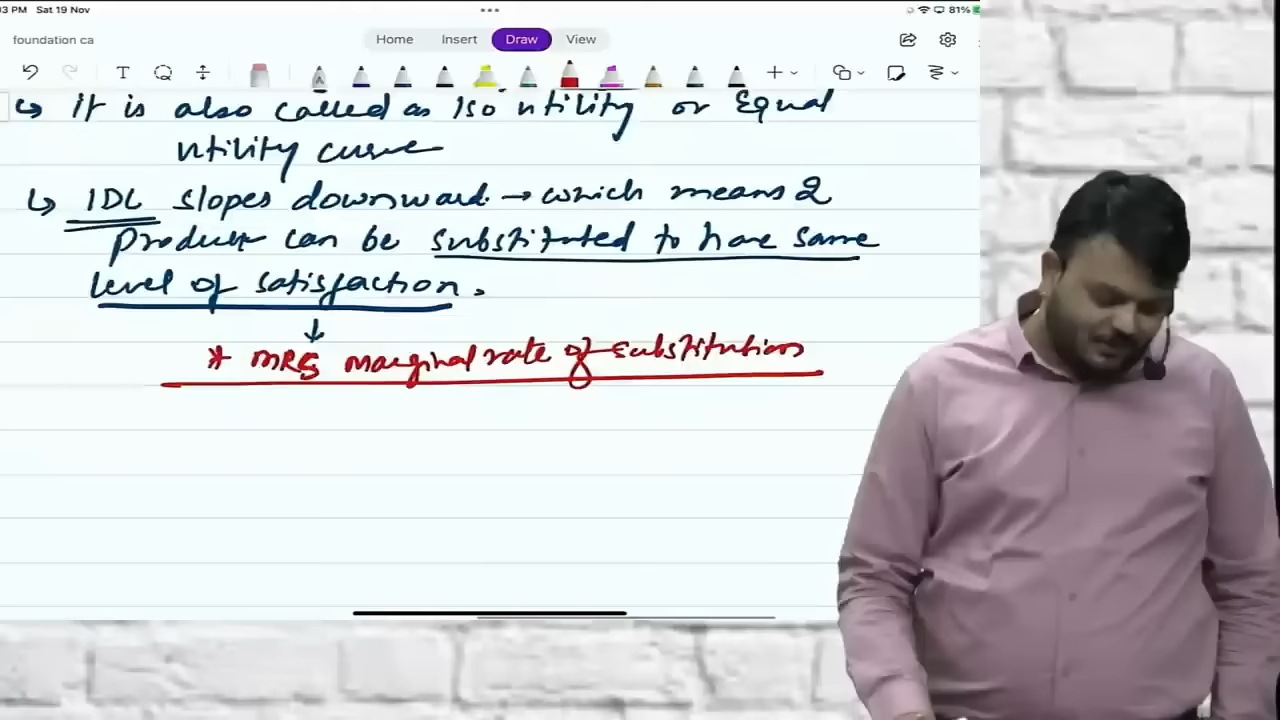 3 PM Sat 19 Nov
81%
foundation ca
Home Insert Draw View
↳ It is also called as Iso utility or Equal
utility curve
↳ IDC slopes downward → which means 2
product can be substituted to have same
level of satisfaction.
↓
* MRS marginal rate of substitution